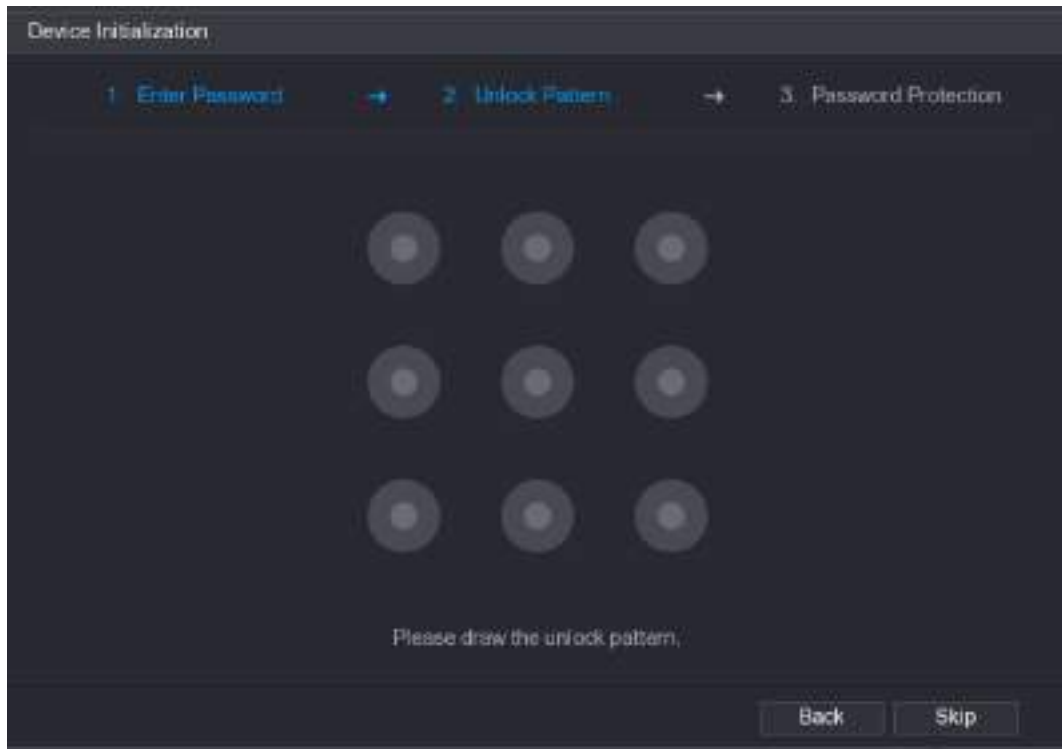 Device Initialization
1 Enter Password → 2 Unlock Pattern → 3 Password Protection
Please draw the unlock pattern.
Back Skip